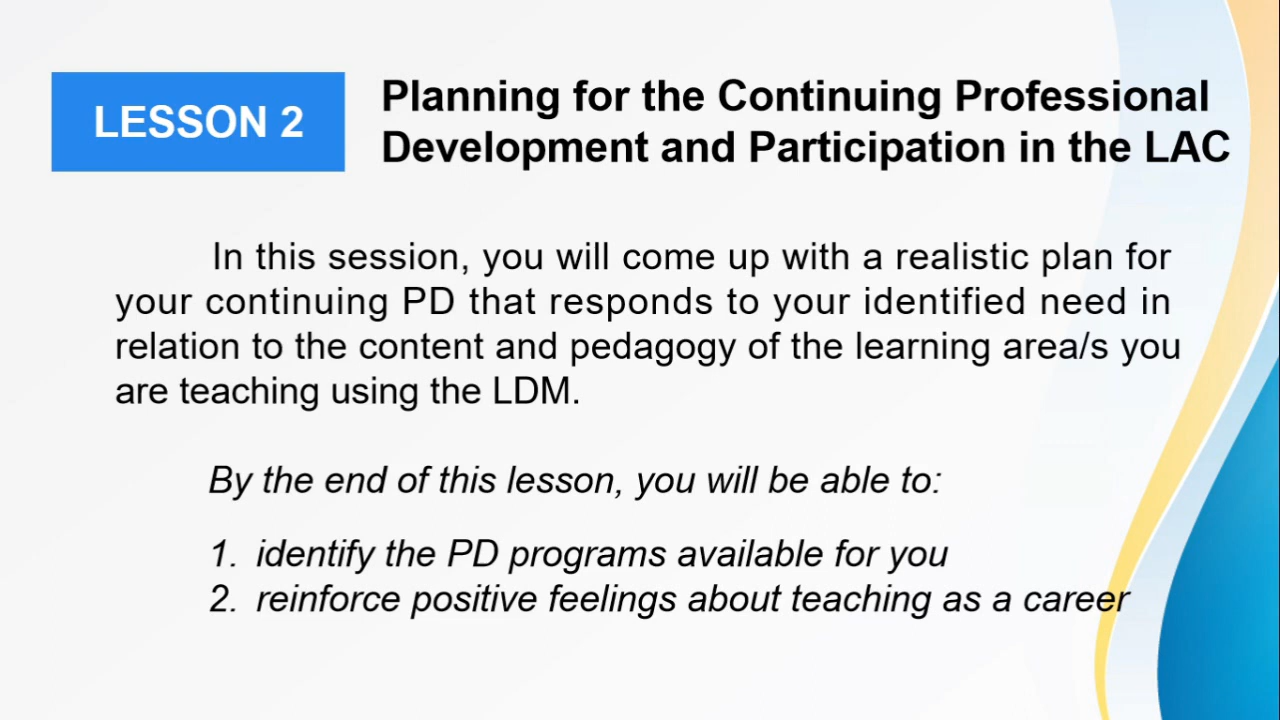 LESSON 2
Planning for the Continuing Professional
Development and Participation in the LAC
In this session, you will come up with a realistic plan for
your continuing PD that responds to your identified need in
relation to the content and pedagogy of the learning area/s you
are teaching using the LDM.
By the end of this lesson, you will be able to:
1. identify the PD programs available for you
2. reinforce positive feelings about teaching as a career